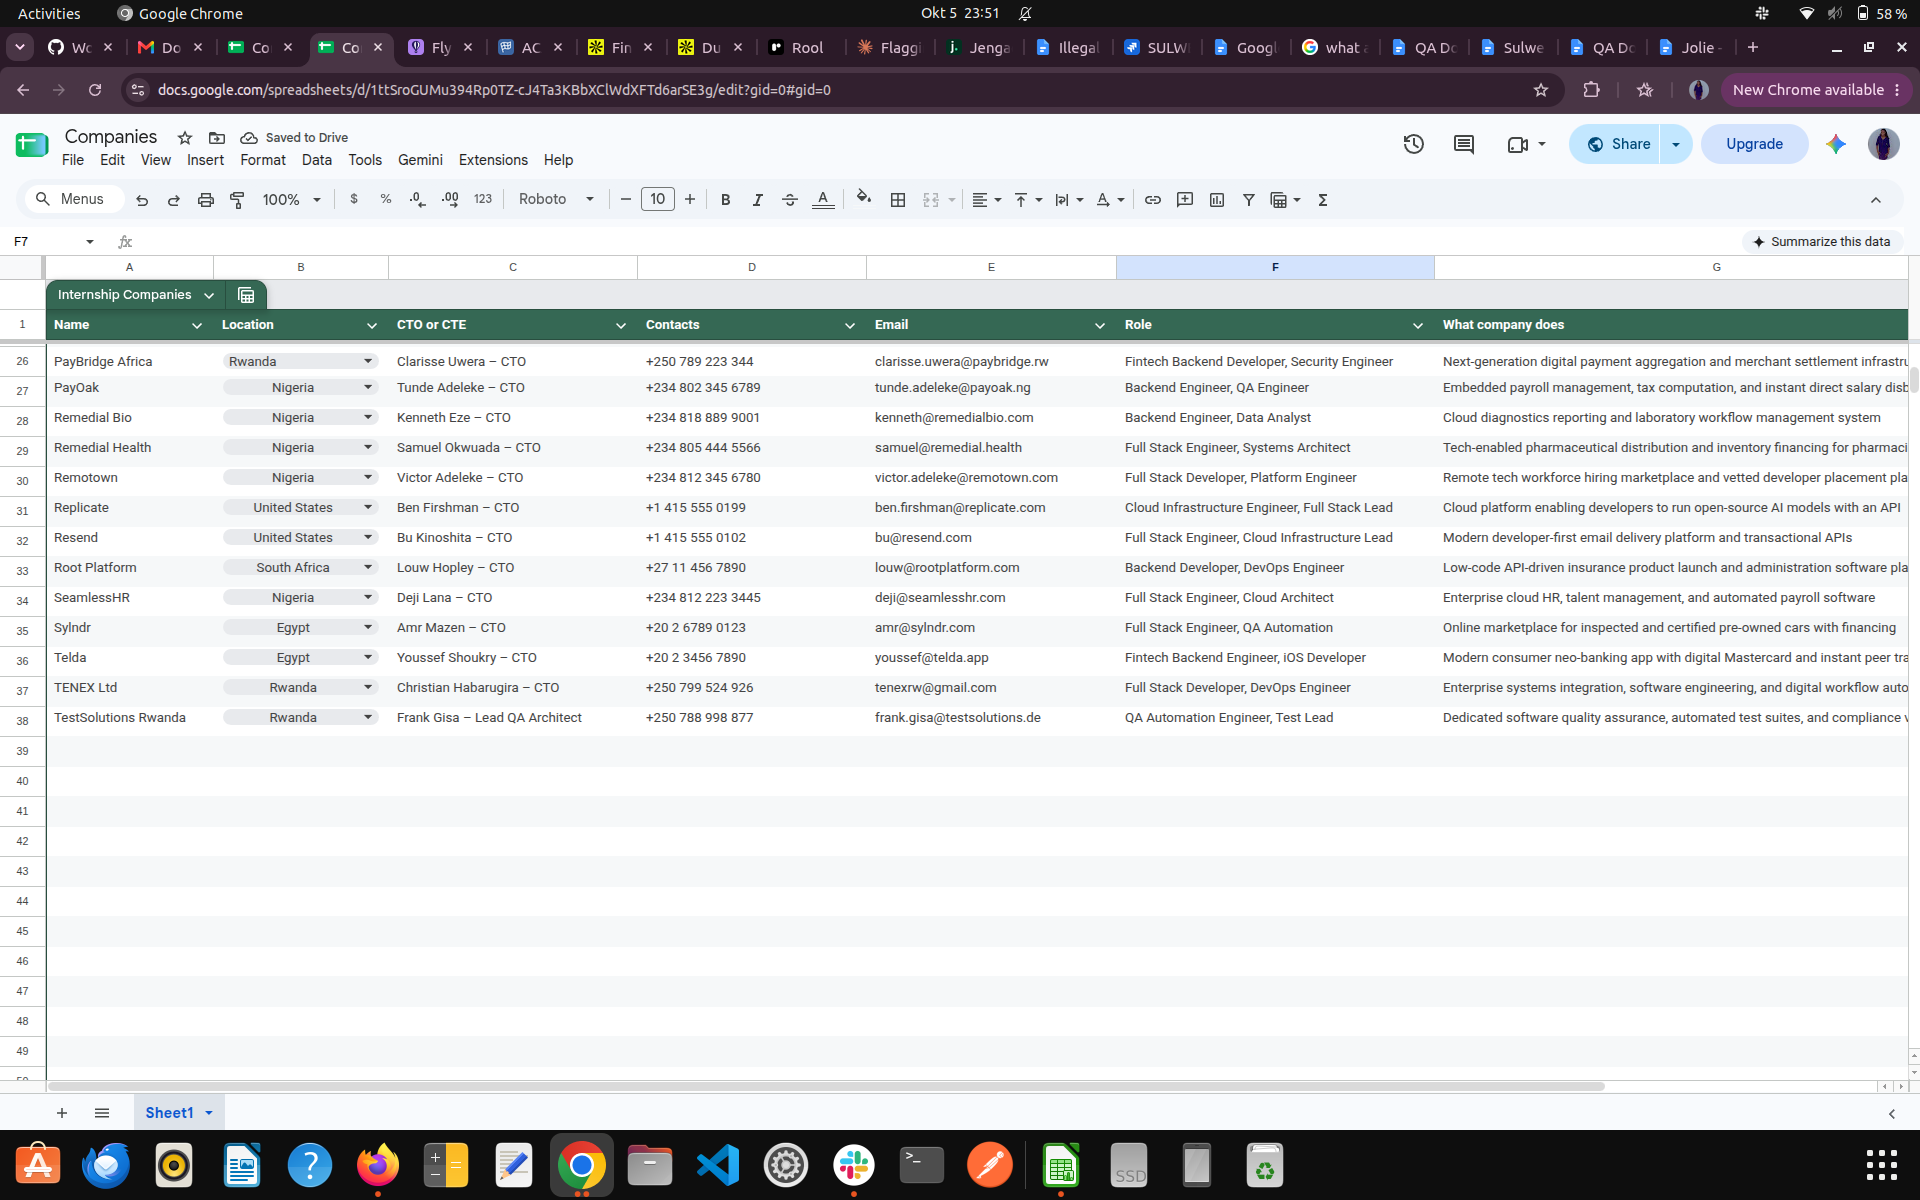 Activities
Google Chrome
Okt 5 23:51
58 %
Wc
Do
Co
Co
Fly
AC
Fin
Du
Rool
Flaggi
Jenga
Illegal
SULW
Googl
what
QA Do
Sulwe
QA Do
Jolie
docs.google.com/spreadsheets/d/1ttSroGUMu394Rp0TZ-cJ4Ta3KBbXClWdXFTd6arSE3g/edit?gid=0#gid=0
New Chrome available
Companies
Saved to Drive
File Edit View Insert Format Data Tools Gemini Extensions Help
Share
Upgrade
Menus
100%
$ % .0 .00 123
Roboto
10
F7
Summarize this data
A B C D E F G
Internship Companies
1 Name Location CTO or CTE Contacts Email Role What company does
26 PayBridge Africa Rwanda Clarisse Uwera – CTO +250 789 223 344 clarisse.uwera@paybridge.rw Fintech Backend Developer, Security Engineer Next-generation digital payment aggregation and merchant settlement infrastru
27 PayOak Nigeria Tunde Adeleke – CTO +234 802 345 6789 tunde.adeleke@payoak.ng Backend Engineer, QA Engineer Embedded payroll management, tax computation, and instant direct salary disb
28 Remedial Bio Nigeria Kenneth Eze – CTO +234 818 889 9001 kenneth@remedialbio.com Backend Engineer, Data Analyst Cloud diagnostics reporting and laboratory workflow management system
29 Remedial Health Nigeria Samuel Okwuada – CTO +234 805 444 5566 samuel@remedial.health Full Stack Engineer, Systems Architect Tech-enabled pharmaceutical distribution and inventory financing for pharmaci
30 Remotown Nigeria Victor Adeleke – CTO +234 812 345 6780 victor.adeleke@remotown.com Full Stack Developer, Platform Engineer Remote tech workforce hiring marketplace and vetted developer placement pla
31 Replicate United States Ben Firshman – CTO +1 415 555 0199 ben.firshman@replicate.com Cloud Infrastructure Engineer, Full Stack Lead Cloud platform enabling developers to run open-source AI models with an API
32 Resend United States Bu Kinoshita – CTO +1 415 555 0102 bu@resend.com Full Stack Engineer, Cloud Infrastructure Lead Modern developer-first email delivery platform and transactional APIs
33 Root Platform South Africa Louw Hopley – CTO +27 11 456 7890 louw@rootplatform.com Backend Developer, DevOps Engineer Low-code API-driven insurance product launch and administration software pla
34 SeamlessHR Nigeria Deji Lana – CTO +234 812 223 3445 deji@seamlesshr.com Full Stack Engineer, Cloud Architect Enterprise cloud HR, talent management, and automated payroll software
35 Sylndr Egypt Amr Mazen – CTO +20 2 6789 0123 amr@sylndr.com Full Stack Engineer, QA Automation Online marketplace for inspected and certified pre-owned cars with financing
36 Telda Egypt Youssef Shoukry – CTO +20 2 3456 7890 youssef@telda.app Fintech Backend Engineer, iOS Developer Modern consumer neo-banking app with digital Mastercard and instant peer tra
37 TENEX Ltd Rwanda Christian Habarugira – CTO +250 799 524 926 tenexrw@gmail.com Full Stack Developer, DevOps Engineer Enterprise systems integration, software engineering, and digital workflow auto
38 TestSolutions Rwanda Rwanda Frank Gisa – Lead QA Architect +250 788 998 877 frank.gisa@testsolutions.de QA Automation Engineer, Test Lead Dedicated software quality assurance, automated test suites, and compliance v
39
40
41
42
43
44
45
46
47
48
49
Sheet1
SSD